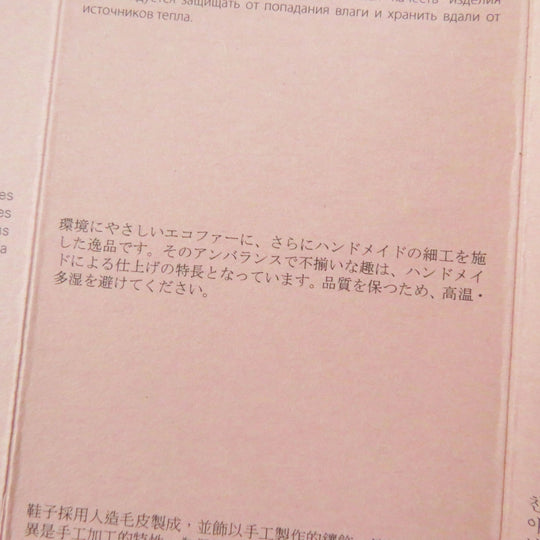 защищать от попадания влаги и хранить вдали от
источников тепла.
es
es
a
環境にやさしいエコファーに、さらにハンドメイドの細工を施
した逸品です。そのアンバランスで不揃いな趣は、ハンドメイ
ドによる仕上げの特長となっています。品質を保つため、高温・
多湿を避けてください。
鞋子採用人造毛皮製成，並飾以手工製作的鑲飾
異是手工加工的特性